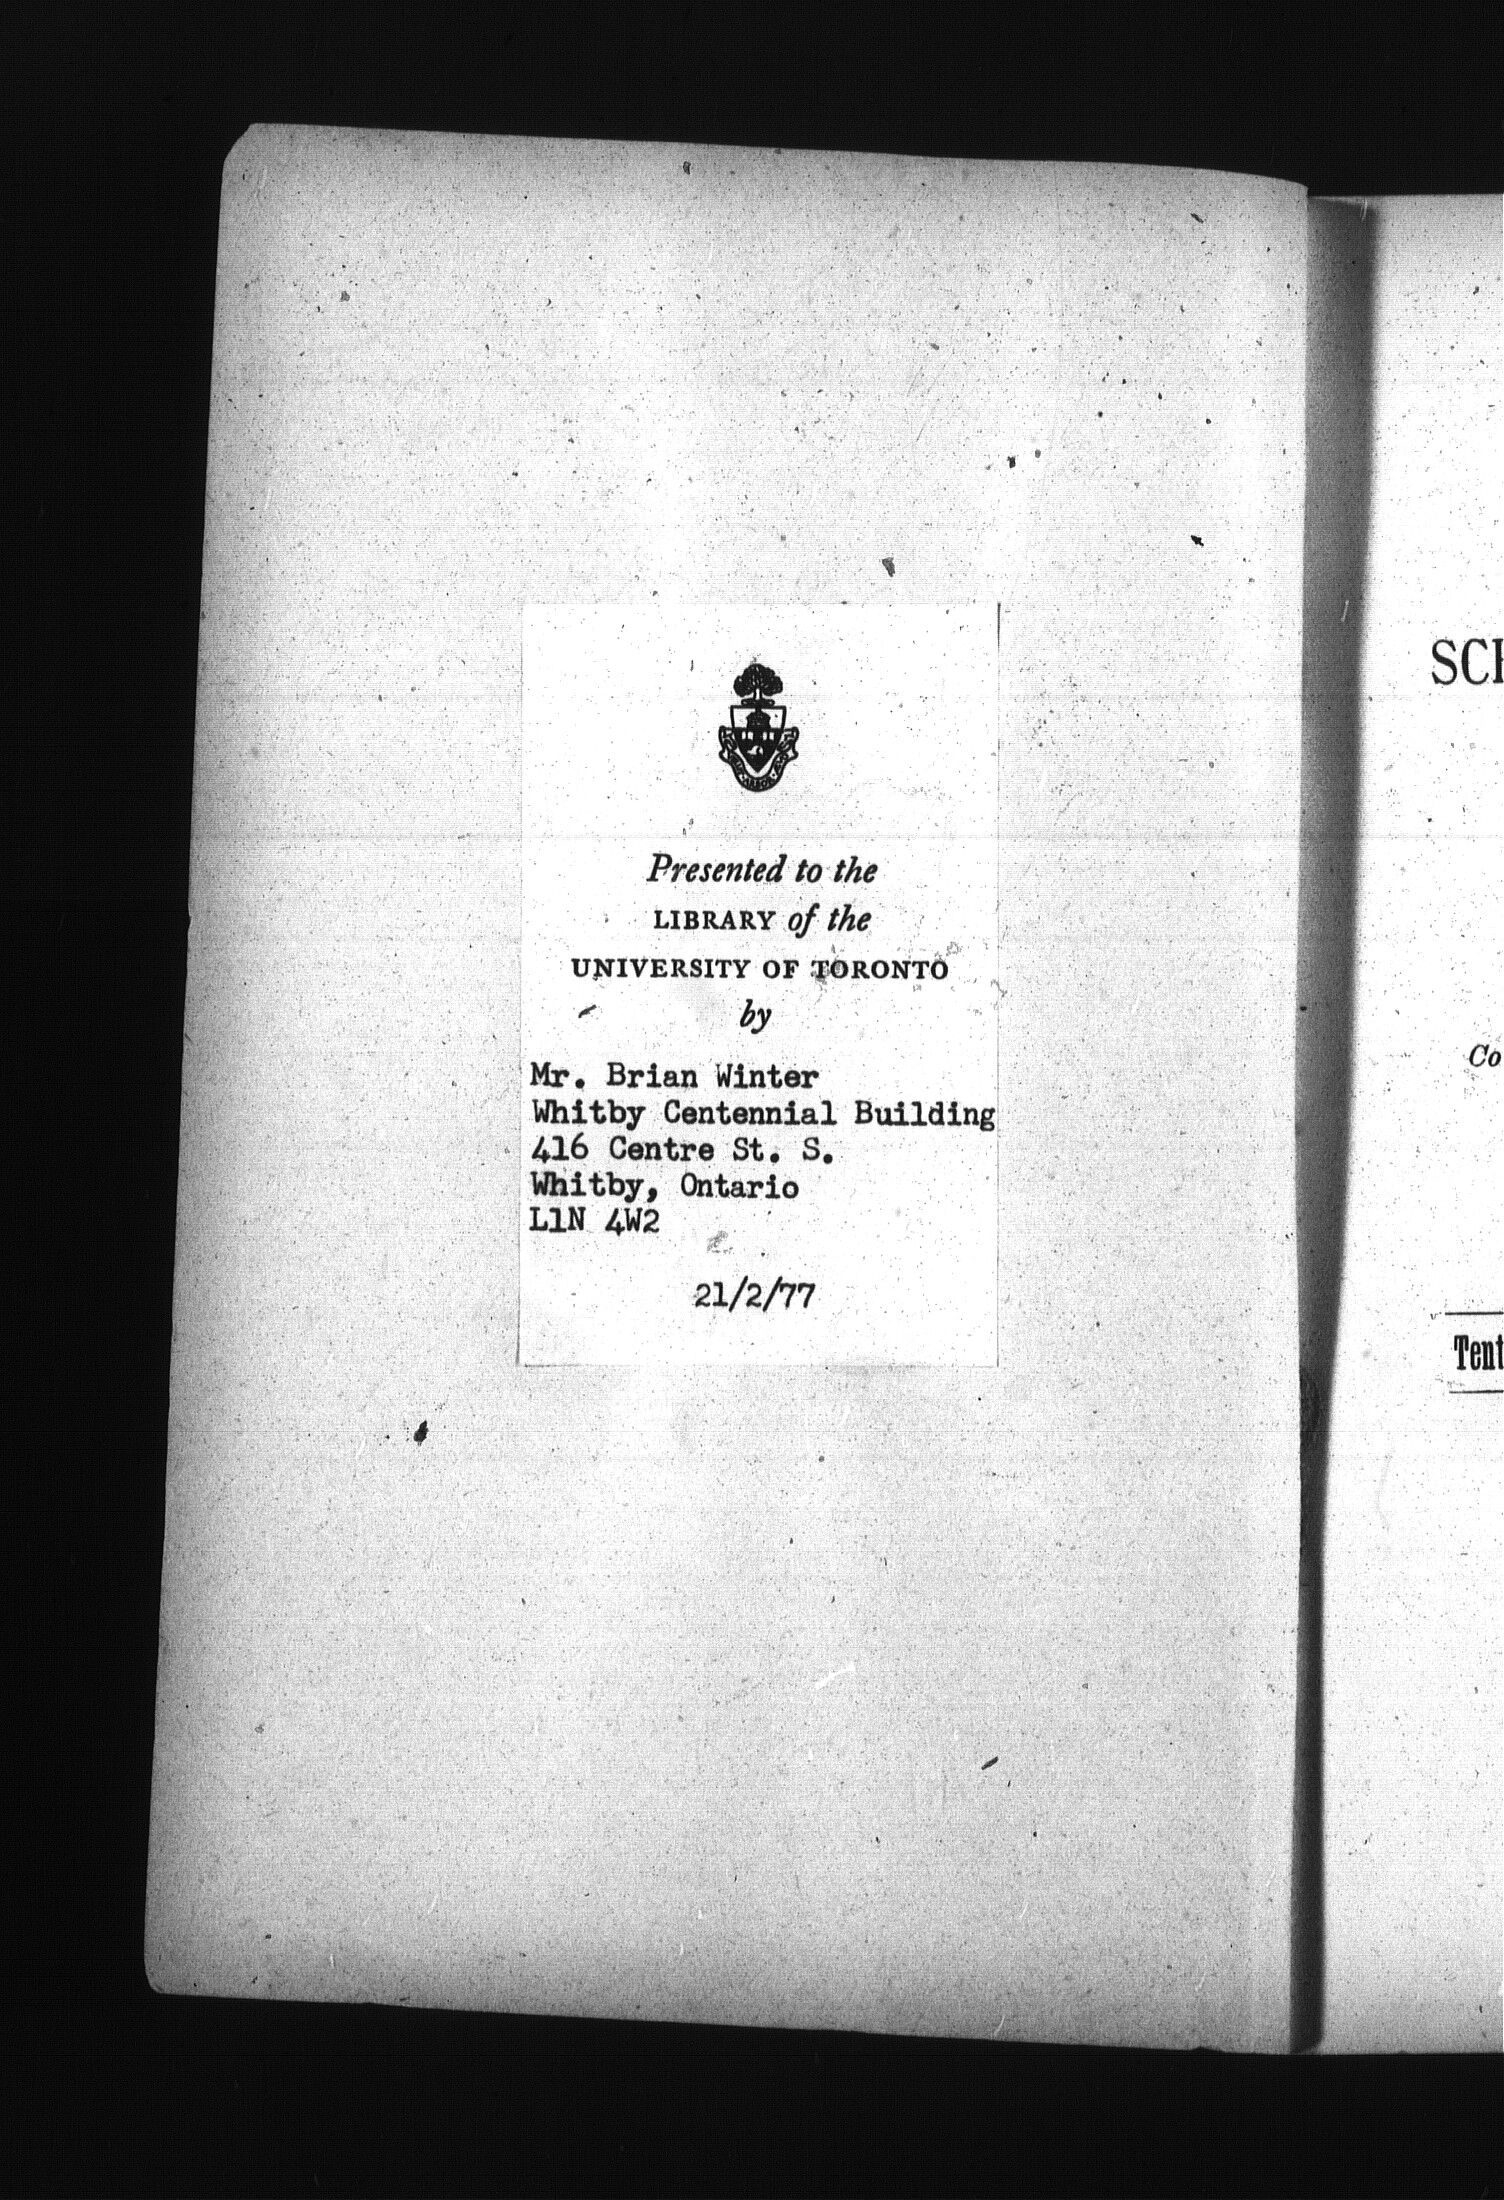 Presented to the
LIBRARY of the
UNIVERSITY OF TORONTO
by
Mr. Brian Winter
Whitby Centennial Building
416 Centre St. S.
Whitby, Ontario
L1N 4W2
21/2/77
Co
Tent